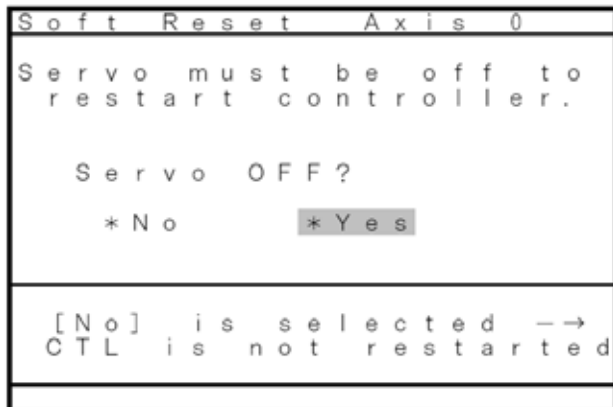 Soft Reset Axis 0
Servo must be off to
restart controller.
Servo OFF?
*No *Yes
[No] is selected —→
CTL is not restarted